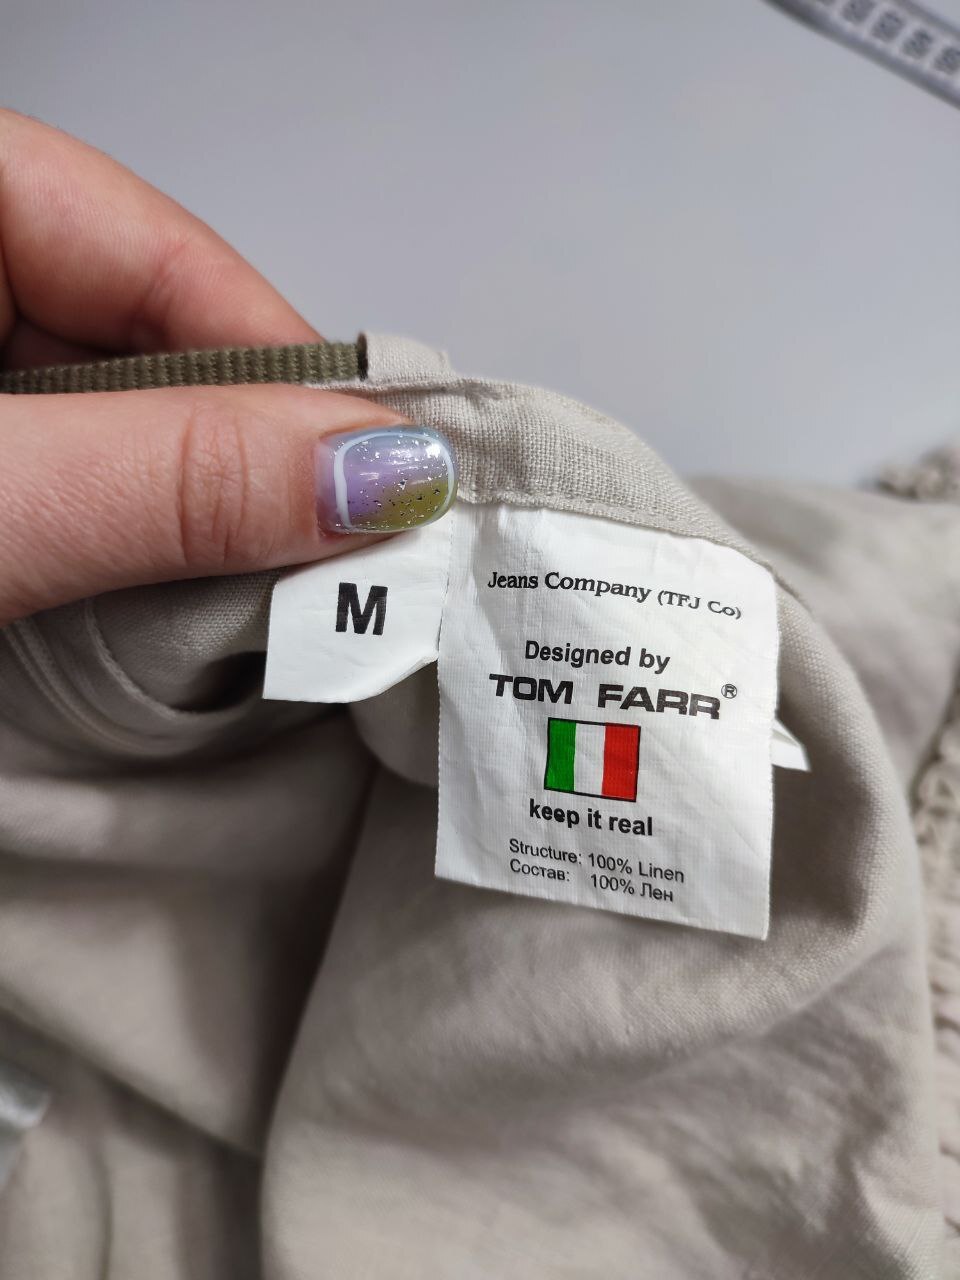 M
Jeans Company (TFJ Co)
Designed by
TOM FARR®
keep it real
Structure: 100% Linen
Состав: 100% Лен